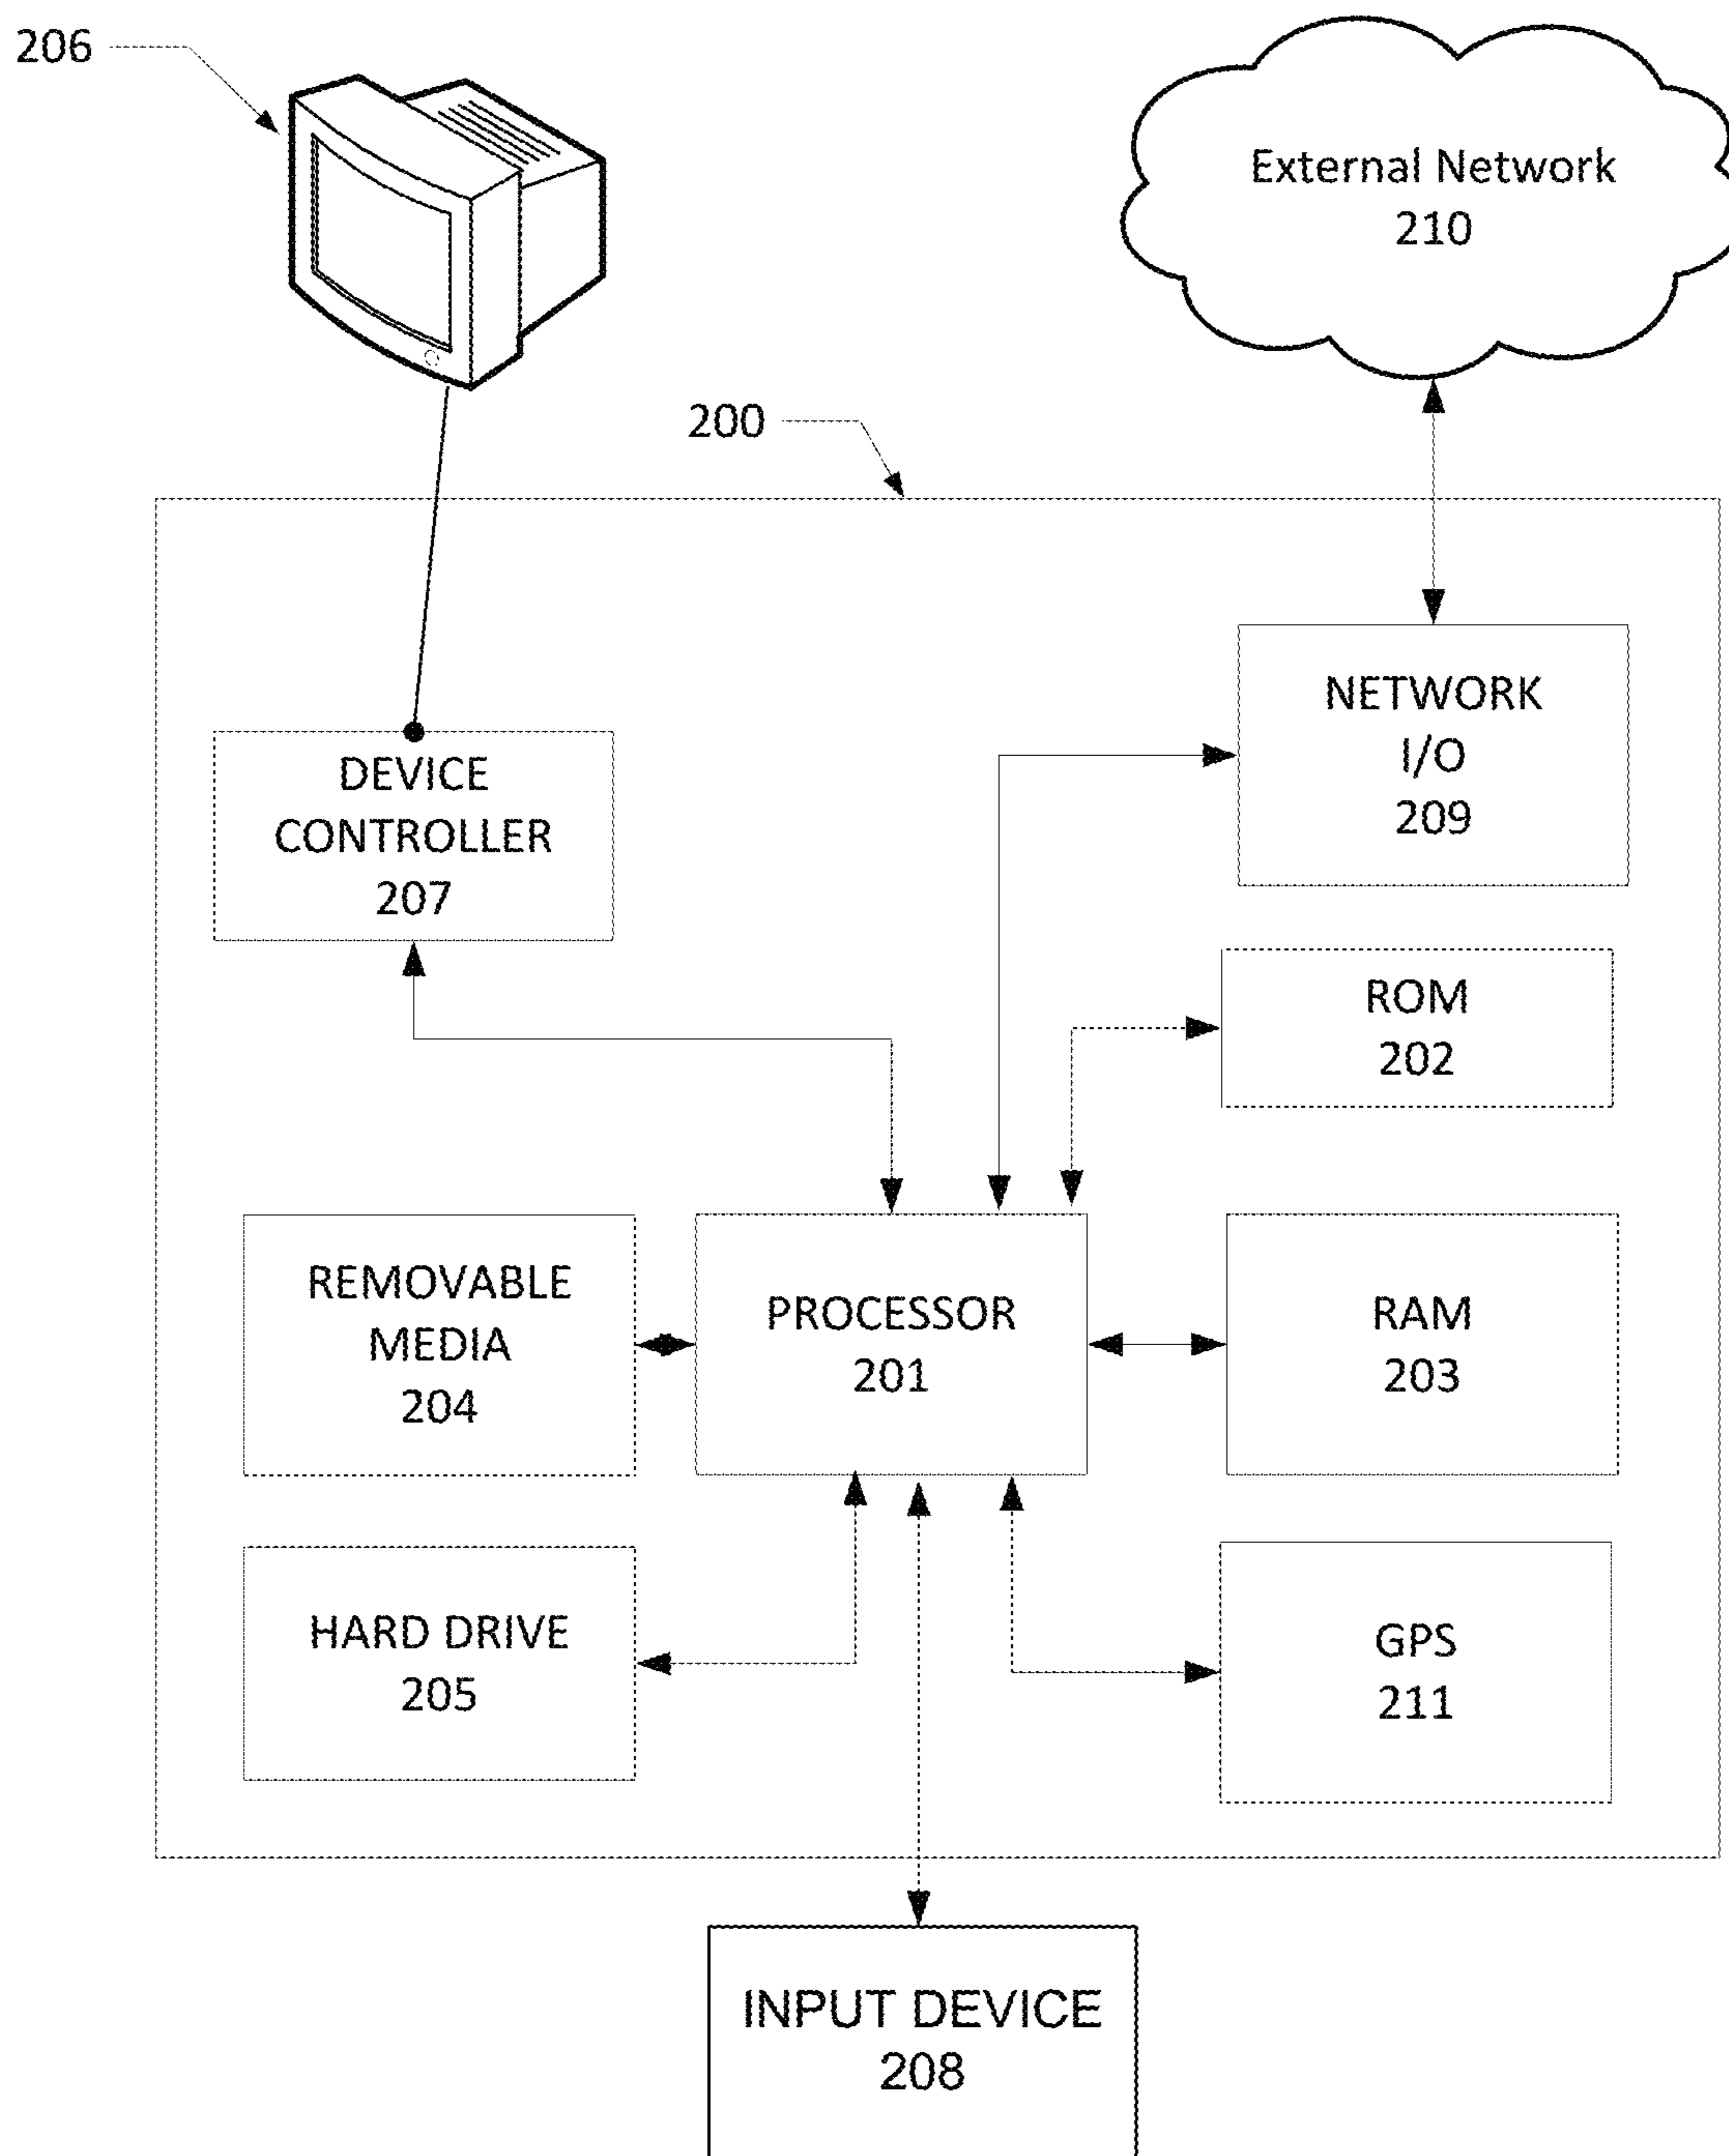 206
External Network
210
200
NETWORK
I/O
209
DEVICE
CONTROLLER
207
ROM
202
REMOVABLE
MEDIA
204
PROCESSOR
201
RAM
203
HARD DRIVE
205
GPS
211
INPUT DEVICE
208